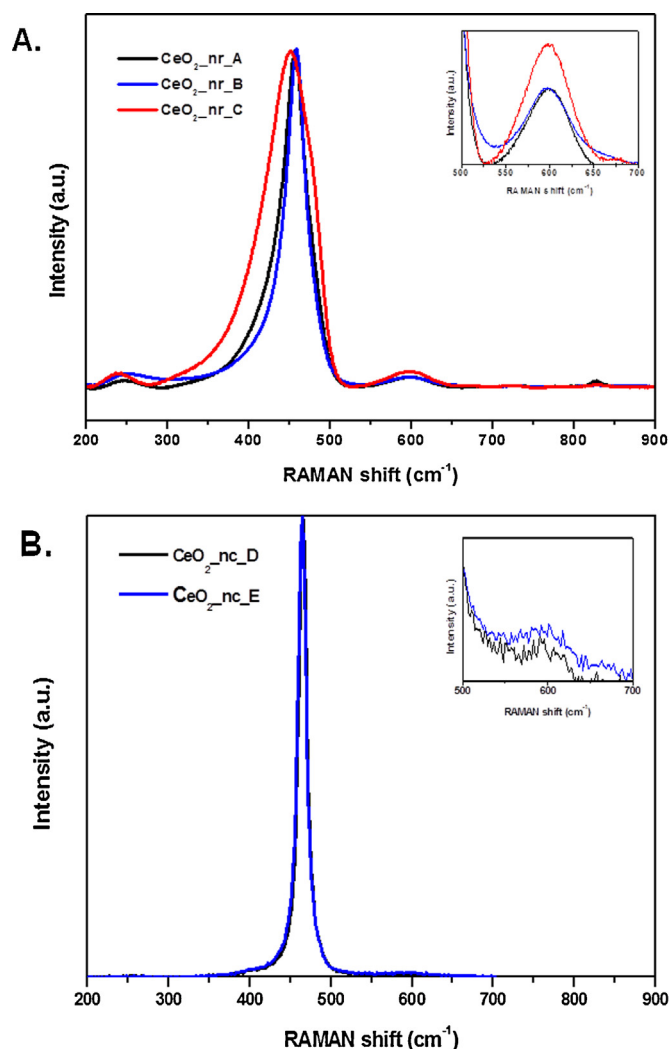 A.
CeO2_nr_A
CeO2_nr_B
CeO2_nr_C
Intensity (a.u.)
500 550 600 650 700
RAMAN shift (cm-1)
Intensity (a.u.)
200 300 400 500 600 700 800 900
RAMAN shift (cm-1)
B.
CeO2_nc_D
CeO2_nc_E
Intensity (a.u.)
500 600 700
RAMAN shift (cm-1)
Intensity (a.u.)
200 300 400 500 600 700 800 900
RAMAN shift (cm-1)